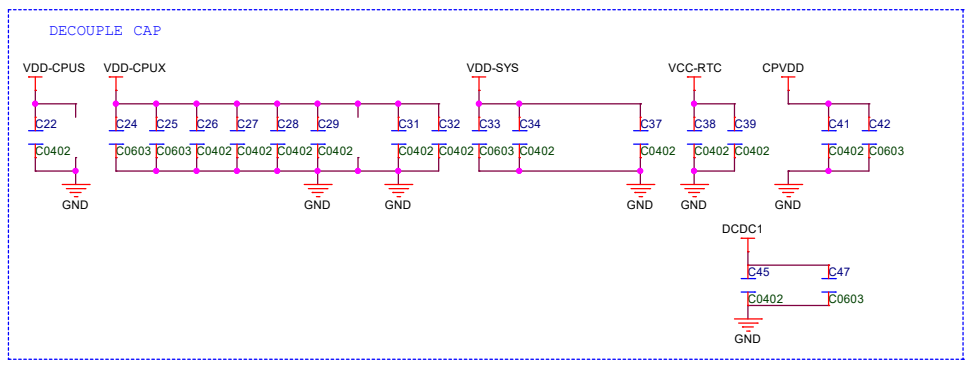 DECOUPLE CAP
VDD-CPUS VDD-CPUX VDD-SYS VCC-RTC CPVDD
C22 C24 C25 C26 C27 C28 C29 C31 C32 C33 C34 C37 C38 C39 C41 C42
C0402 C0603 C0603 C0402 C0402 C0402 C0402 C0402 C0402 C0603 C0402 C0402 C0402 C0402 C0402 C0603
GND GND GND GND GND GND
DCDC1
C45 C47
C0402 C0603
GND